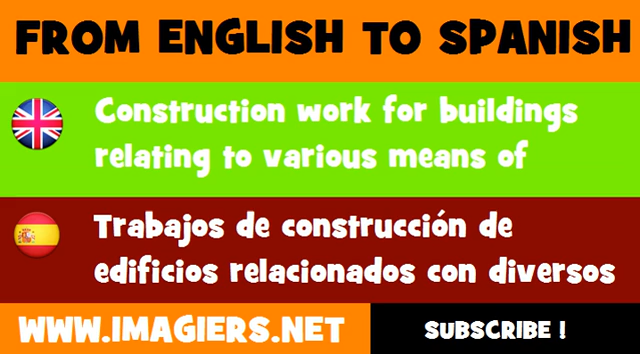 FROM ENGLISH TO SPANISH
Construction work for buildings
relating to various means of
Trabajos de construcción de
edificios relacionados con diversos
WWW.IMAGIERS.NET
SUBSCRIBE !